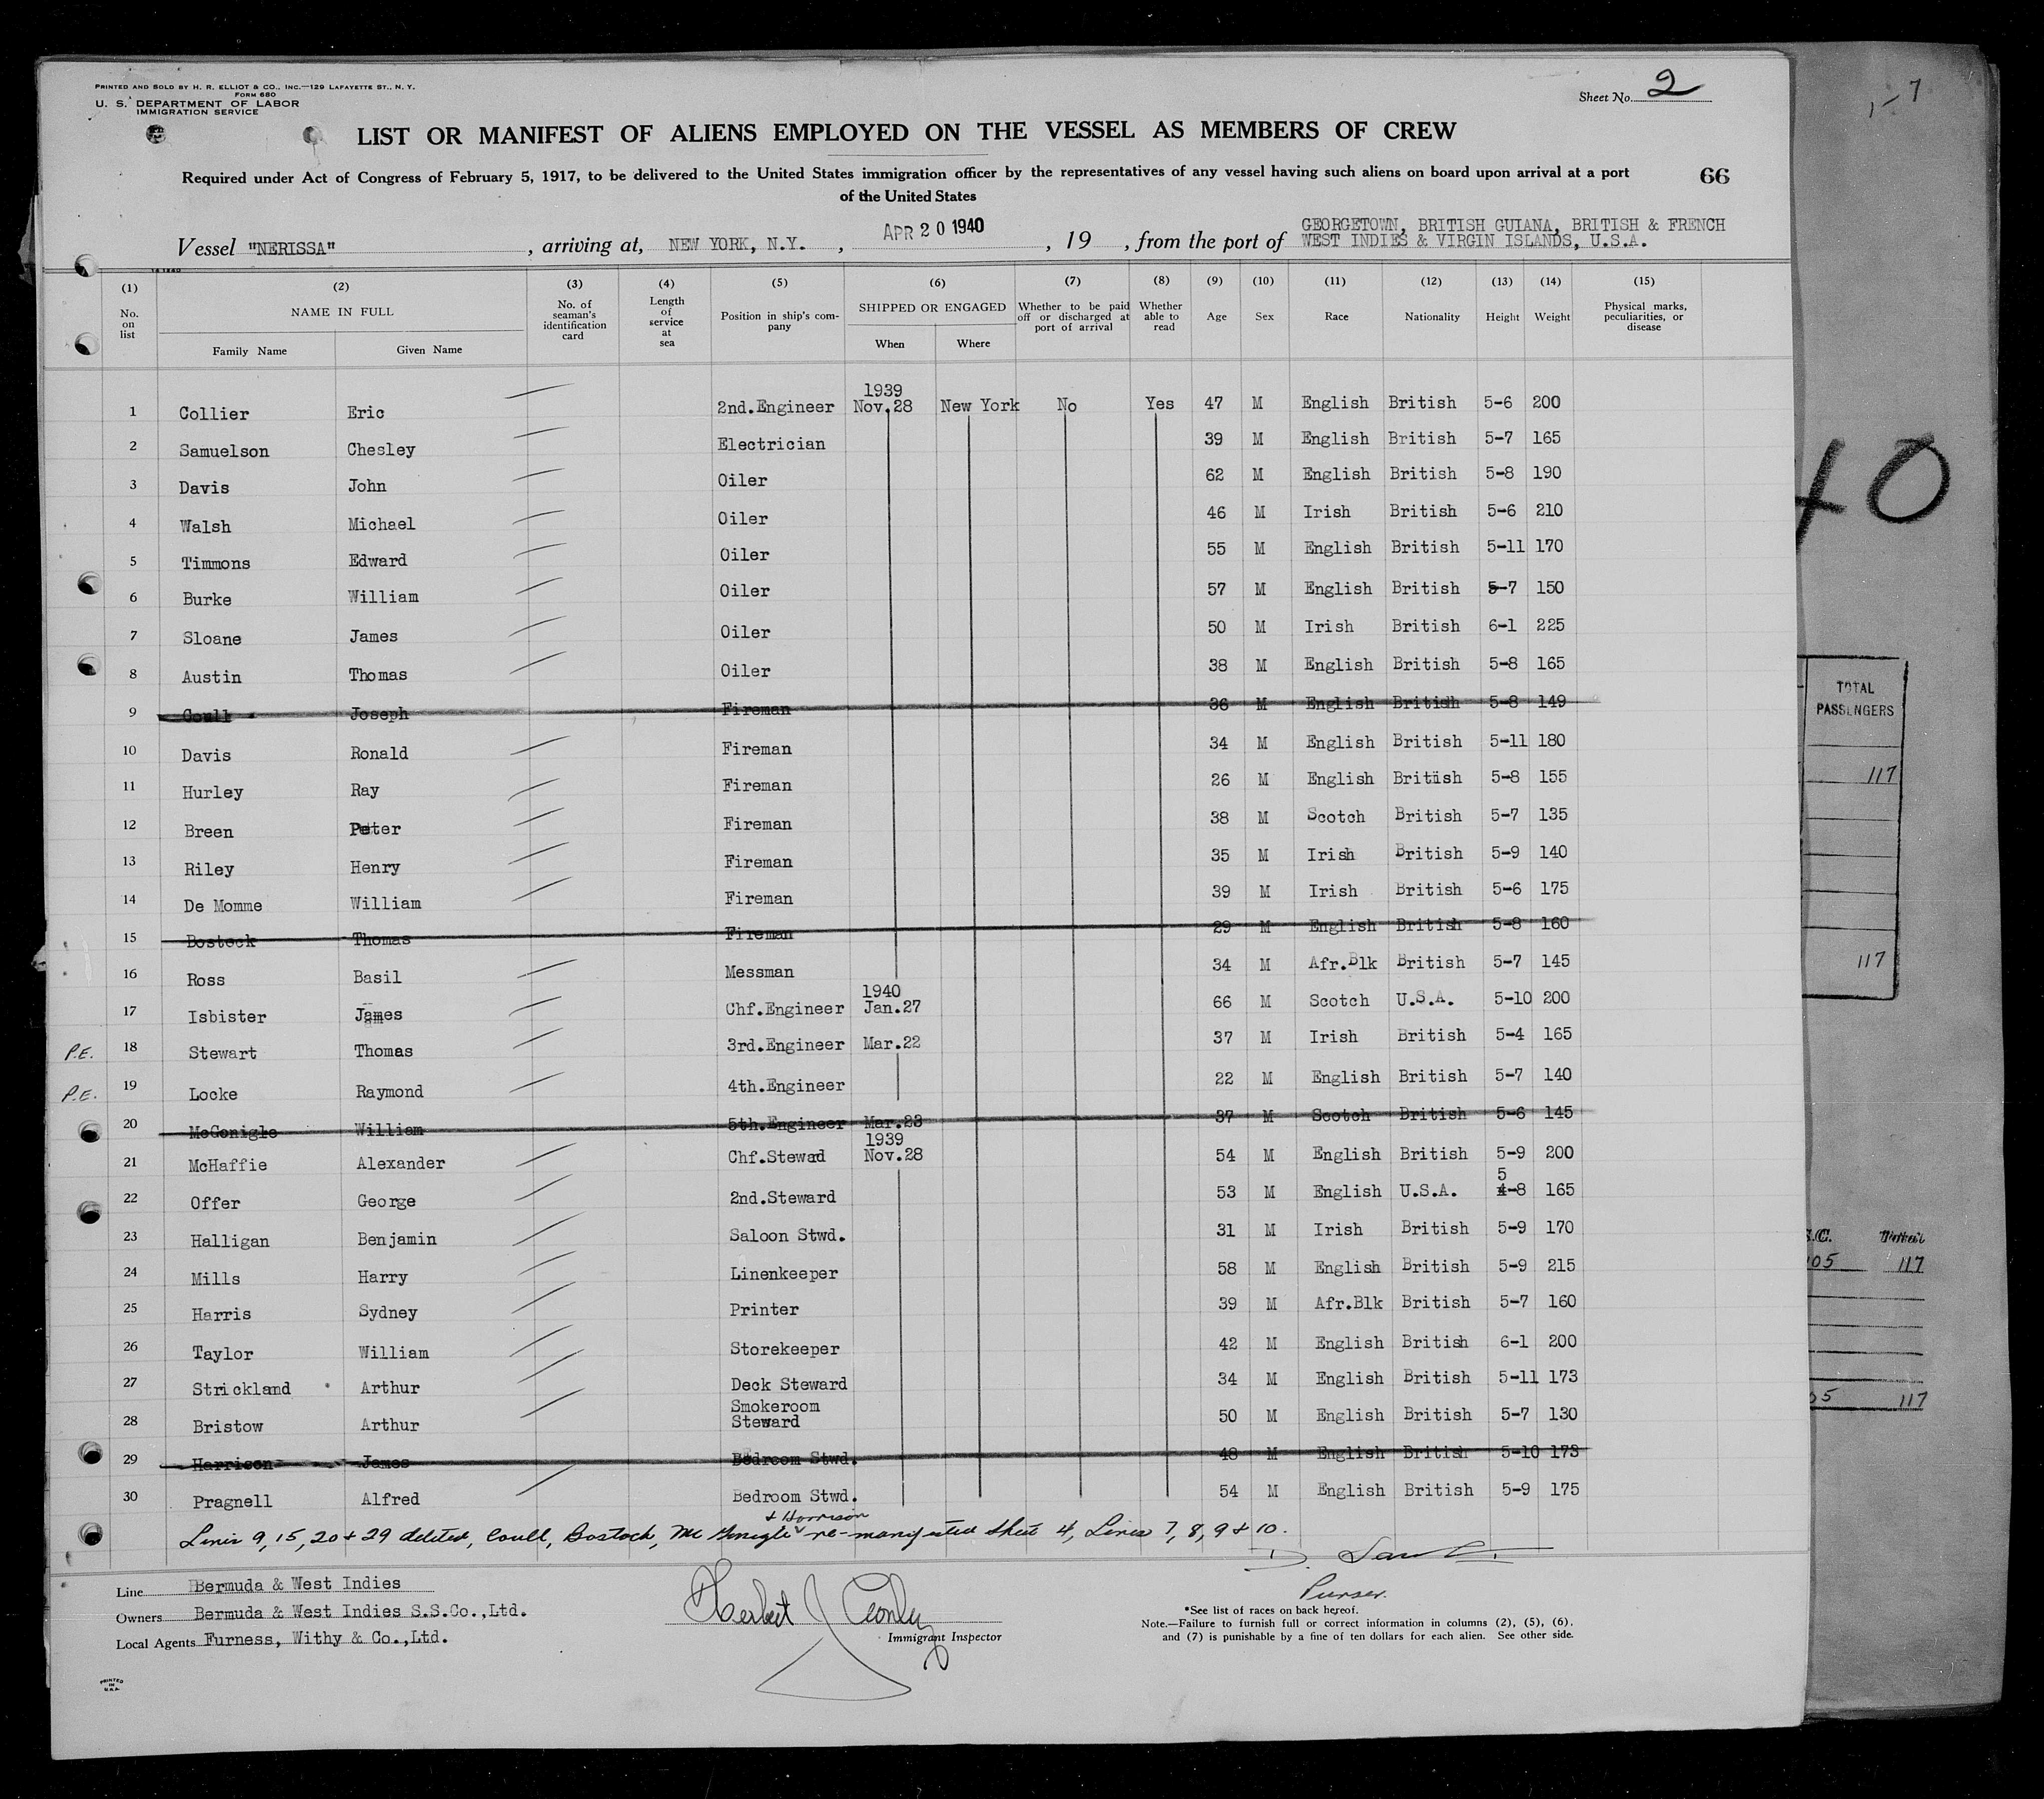 PRINTED AND SOLD BY H. R. ELLIOT & CO., INC.—129 LAFAYETTE ST., N. Y.
FORM 680
U. S. DEPARTMENT OF LABOR
IMMIGRATION SERVICE
Sheet No. 2
LIST OR MANIFEST OF ALIENS EMPLOYED ON THE VESSEL AS MEMBERS OF CREW
Required under Act of Congress of February 5, 1917, to be delivered to the United States immigration officer by the representatives of any vessel having such aliens on board upon arrival at a port
of the United States
66
Vessel "NERISSA", arriving at, NEW YORK, N.Y., APR 20 1940, 19 , from the port of GEORGETOWN, BRITISH GUIANA, BRITISH & FRENCH
WEST INDIES & VIRGIN ISLANDS, U.S.A.
(1) (2) (3) (4) (5) (6) (7) (8) (9) (10) (11) (12) (13) (14) (15)
No. on list NAME IN FULL No. of seaman's identification card Length of service at sea Position in ship's company SHIPPED OR ENGAGED Whether to be paid off or discharged at port of arrival Whether able to read Age Sex Race Nationality Height Weight Physical marks, peculiarities, or disease
Family Name Given Name When Where
1939
1 Collier Eric 2nd.Engineer Nov.28 New York No Yes 47 M English British 5-6 200
2 Samuelson Chesley Electrician 39 M English British 5-7 165
3 Davis John Oiler 62 M English British 5-8 190
4 Walsh Michael Oiler 46 M Irish British 5-6 210
5 Timmons Edward Oiler 55 M English British 5-11 170
6 Burke William Oiler 57 M English British 5-7 150
7 Sloane James Oiler 50 M Irish British 6-1 225
8 Austin Thomas Oiler 38 M English British 5-8 165
9 Coull Joseph Fireman 36 M English British 5-8 149
10 Davis Ronald Fireman 34 M English British 5-11 180
11 Hurley Ray Fireman 26 M English British 5-8 155
12 Breen Peter Fireman 38 M Scotch British 5-7 135
13 Riley Henry Fireman 35 M Irish British 5-9 140
14 De Momme William Fireman 39 M Irish British 5-6 175
15 Bostock Thomas Fireman 29 M English British 5-8 160
16 Ross Basil Messman 34 M Afr.Blk British 5-7 145
1940
17 Isbister James Chf.Engineer Jan.27 66 M Scotch U.S.A. 5-10 200
P.E. 18 Stewart Thomas 3rd.Engineer Mar.22 37 M Irish British 5-4 165
P.E. 19 Locke Raymond 4th.Engineer 22 M English British 5-7 140
20 McGonigle William 5th.Engineer Mar.23 37 M Scotch British 5-6 145
1939
21 McHaffie Alexander Chf.Stewad Nov.28 54 M English British 5-9 200
5
22 Offer George 2nd.Steward 53 M English U.S.A. 4-8 165
23 Halligan Benjamin Saloon Stwd. 31 M Irish British 5-9 170
24 Mills Harry Linenkeeper 58 M English British 5-9 215
25 Harris Sydney Printer 39 M Afr.Blk British 5-7 160
26 Taylor William Storekeeper 42 M English British 6-1 200
27 Strickland Arthur Deck Steward 34 M English British 5-11 173
28 Bristow Arthur Smokeroom Steward 50 M English British 5-7 130
29 Harrison James Bedroom Stwd. 48 M English British 5-10 173
30 Pragnell Alfred Bedroom Stwd. 54 M English British 5-9 175
& Harrison
Lines 9, 15, 20 & 29 deleted, Coull, Bostock, Mc Gonigle re-manifested sheet 4, Lines 7, 8, 9 & 10.
Purser.
Line Bermuda & West Indies
Owners Bermuda & West Indies S.S.Co.,Ltd.
Local Agents Furness, Withy & Co.,Ltd.
Immigrant Inspector
*See list of races on back hereof.
Note.—Failure to furnish full or correct information in columns (2), (5), (6),
and (7) is punishable by a fine of ten dollars for each alien. See other side.
PRINTED IN U.S.A.
1-7
40
TOTAL
PASSENGERS
117
117
117
117